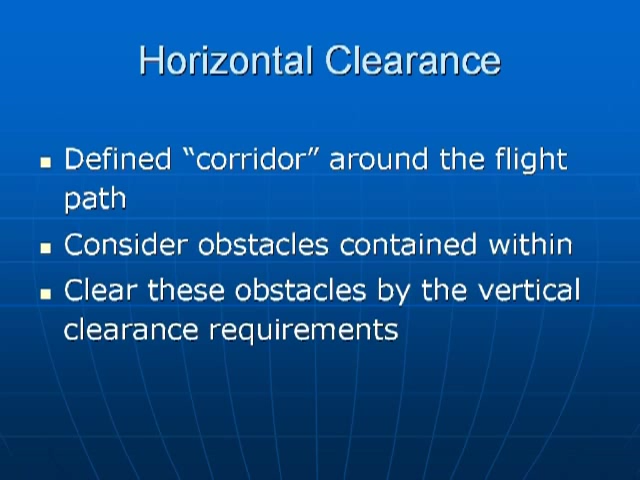 Horizontal Clearance
Defined “corridor” around the flight
path
Consider obstacles contained within
Clear these obstacles by the vertical
clearance requirements